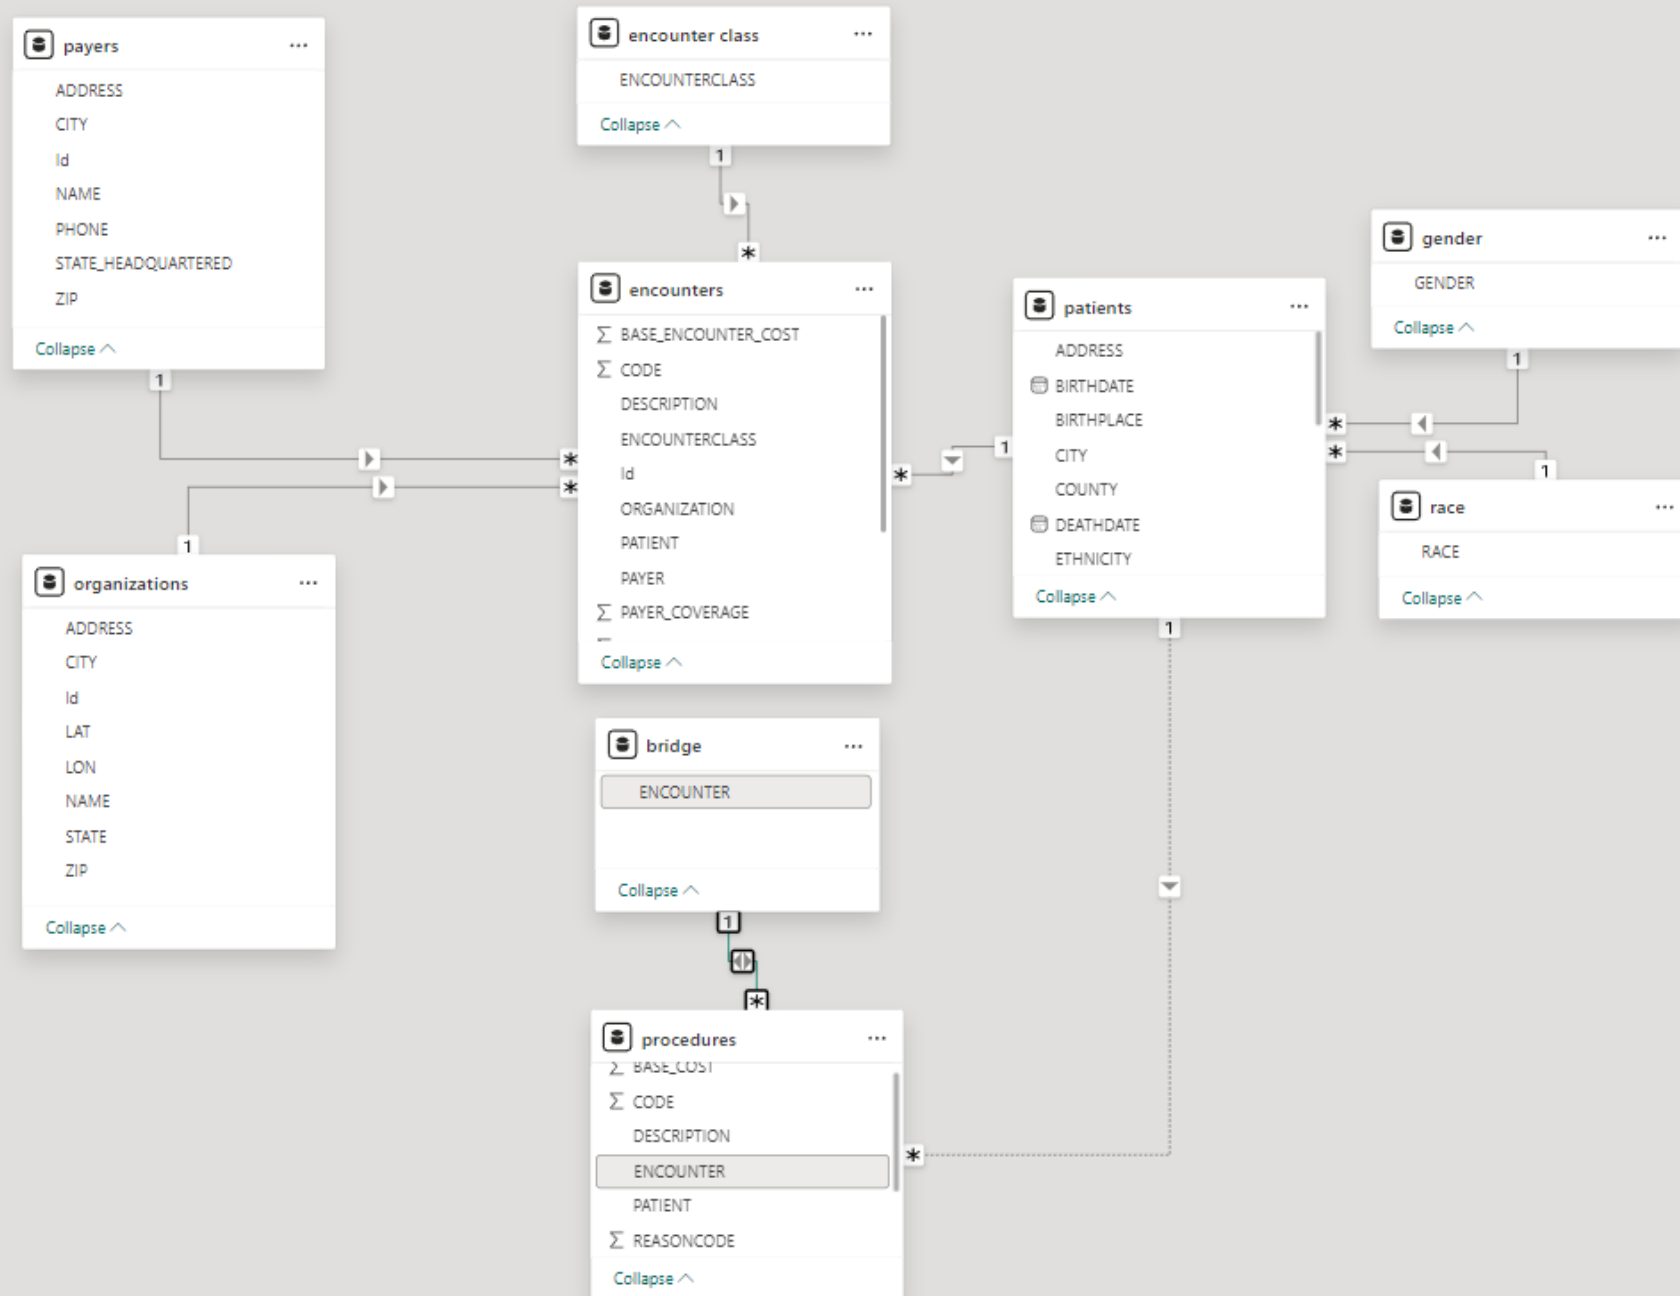 payers ...
ADDRESS
CITY
Id
NAME
PHONE
STATE_HEADQUARTERED
ZIP
Collapse
1
encounter class ...
ENCOUNTERCLASS
Collapse
1
*
encounters ...
Σ BASE_ENCOUNTER_COST
Σ CODE
DESCRIPTION
ENCOUNTERCLASS
Id
ORGANIZATION
PATIENT
PAYER
Σ PAYER_COVERAGE
Collapse
*
*
*
1
patients ...
ADDRESS
BIRTHDATE
BIRTHPLACE
CITY
COUNTY
DEATHDATE
ETHNICITY
Collapse
1
*
*
gender ...
GENDER
Collapse
1
1
race ...
RACE
Collapse
1
organizations ...
ADDRESS
CITY
Id
LAT
LON
NAME
STATE
ZIP
Collapse
bridge ...
ENCOUNTER
Collapse
1
*
procedures ...
Σ BASE_COST
Σ CODE
DESCRIPTION
ENCOUNTER
PATIENT
Σ REASONCODE
Collapse
*